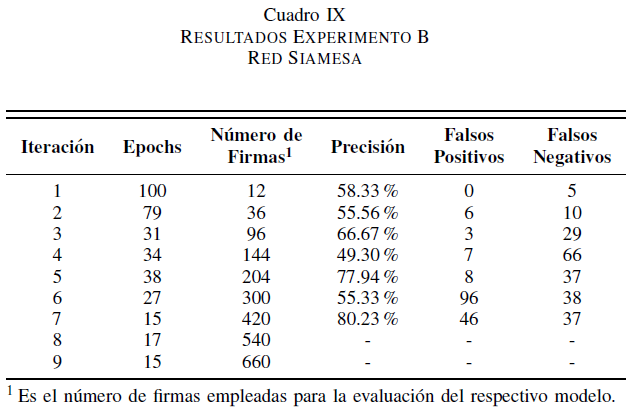 Cuadro IX
RESULTADOS EXPERIMENTO B
RED SIAMESA
Iteración Epochs Número de Firmas¹ Precisión Falsos Positivos Falsos Negativos
1 100 12 58.33 % 0 5
2 79 36 55.56 % 6 10
3 31 96 66.67 % 3 29
4 34 144 49.30 % 7 66
5 38 204 77.94 % 8 37
6 27 300 55.33 % 96 38
7 15 420 80.23 % 46 37
8 17 540 - - -
9 15 660 - - -
¹ Es el número de firmas empleadas para la evaluación del respectivo modelo.